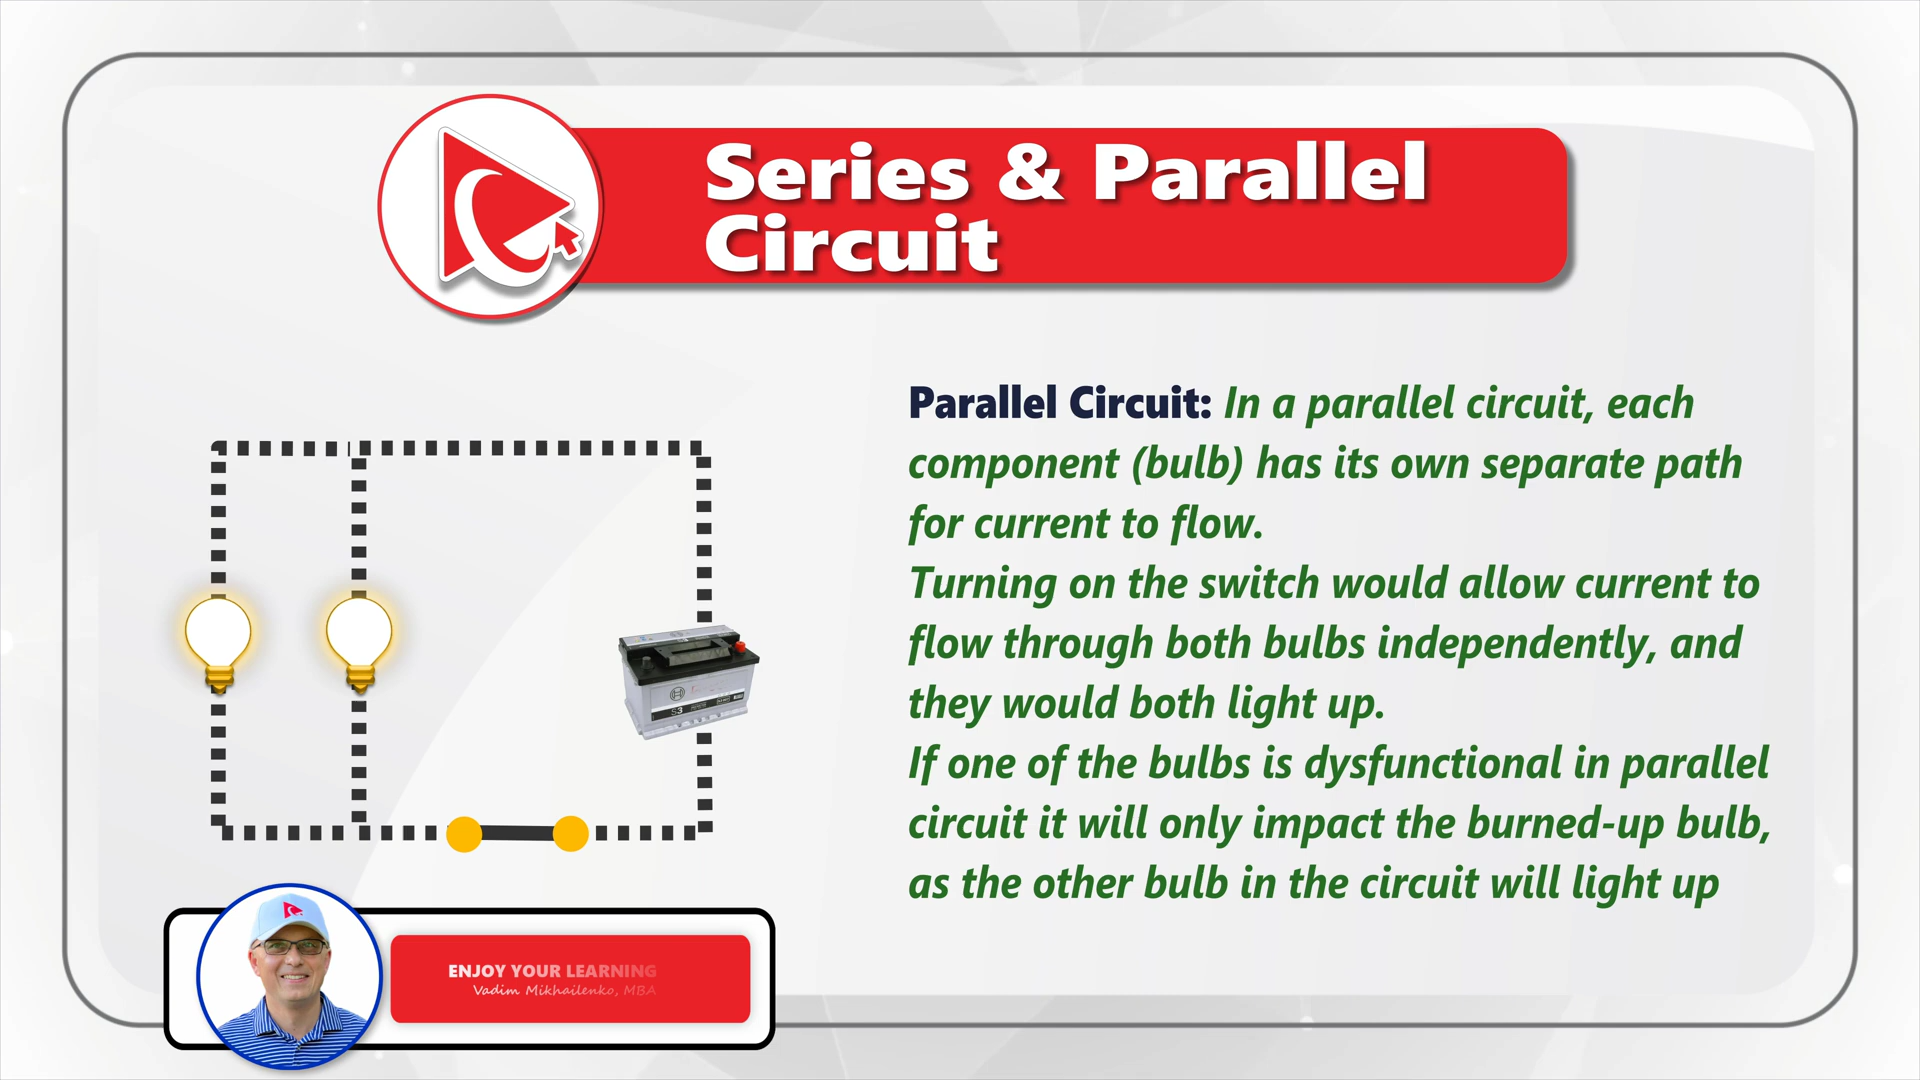 Series & Parallel
Circuit
Parallel Circuit: In a parallel circuit, each
component (bulb) has its own separate path
for current to flow.
Turning on the switch would allow current to
flow through both bulbs independently, and
they would both light up.
If one of the bulbs is dysfunctional in parallel
circuit it will only impact the burned-up bulb,
as the other bulb in the circuit will light up
S3
ENJOY YOUR LEARNING
Vadim Mikhailenko, MBA